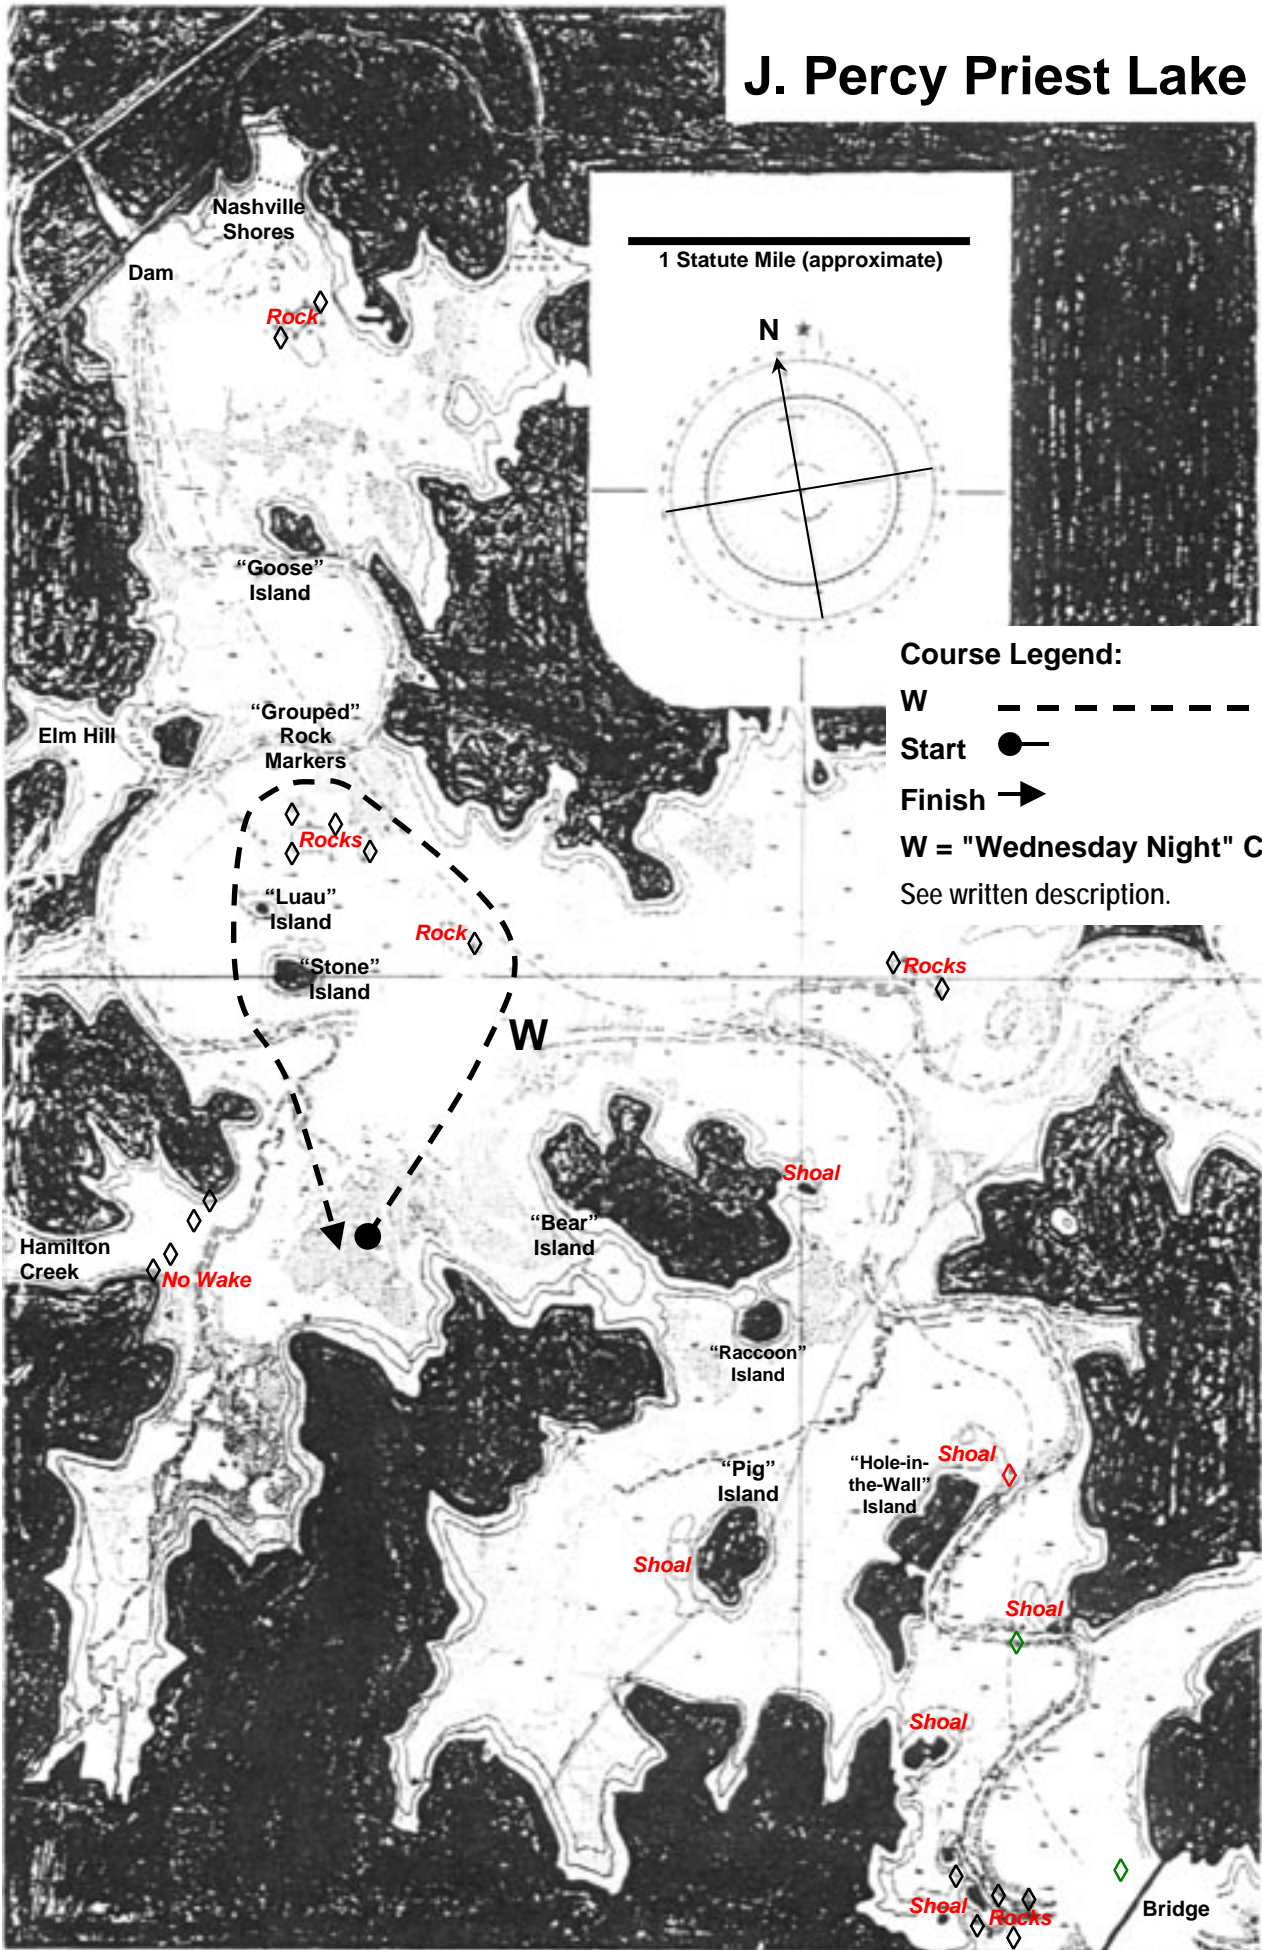 J. Percy Priest Lake
Nashville
Shores
Dam
1 Statute Mile (approximate)
Rock
N
“Goose”
Island
Course Legend:
W
Start
Finish
W = "Wednesday Night" C
See written description.
Elm Hill
“Grouped”
Rock
Markers
Rocks
“Luau”
Island
Rock
“Stone”
Island
Rocks
W
Shoal
“Bear”
Island
Hamilton
Creek
No Wake
“Raccoon”
Island
“Pig”
Island
“Hole-in-
the-Wall”
Island
Shoal
Shoal
Shoal
Shoal
Shoal
Rocks
Bridge